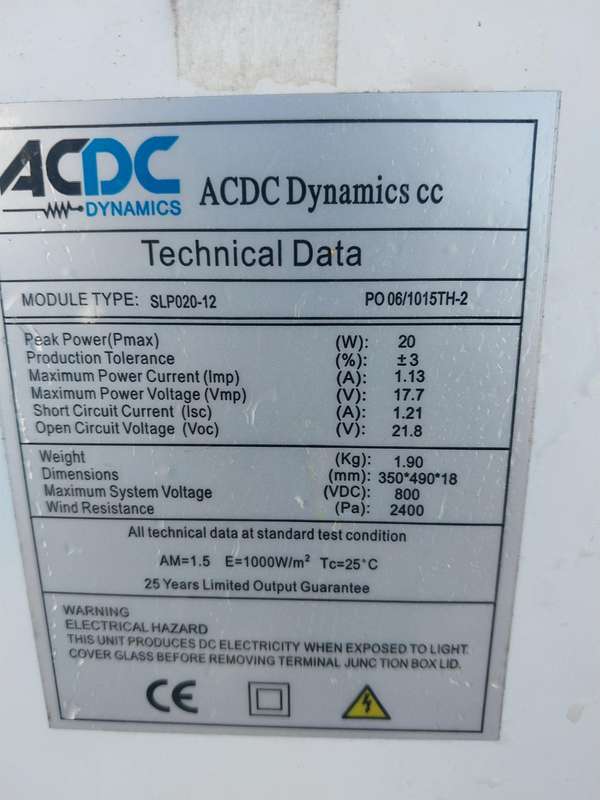 ACDC
DYNAMICS
ACDC Dynamics cc
Technical Data
MODULE TYPE: SLP020-12 PO 06/1015TH-2
Peak Power(Pmax) (W): 20
Production Tolerance (%): ±3
Maximum Power Current (Imp) (A): 1.13
Maximum Power Voltage (Vmp) (V): 17.7
Short Circuit Current (Isc) (A): 1.21
Open Circuit Voltage (Voc) (V): 21.8
Weight (Kg): 1.90
Dimensions (mm): 350*490*18
Maximum System Voltage (VDC): 800
Wind Resistance (Pa): 2400
All technical data at standard test condition
AM=1.5 E=1000W/m² Tc=25°C
25 Years Limited Output Guarantee
WARNING
ELECTRICAL HAZARD
THIS UNIT PRODUCES DC ELECTRICITY WHEN EXPOSED TO LIGHT.
COVER GLASS BEFORE REMOVING TERMINAL JUNCTION BOX LID.
CE